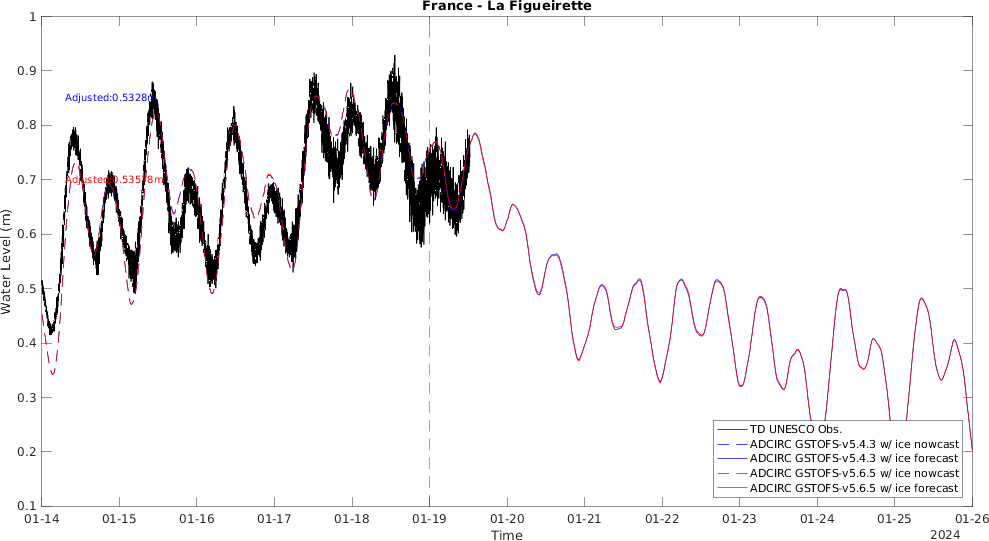 France - La Figueirette
Water Level (m)
1
0.9
0.8
0.7
0.6
0.5
0.4
0.3
0.2
0.1
Adjusted:0.5328m
Adjusted:0.53578m
TD UNESCO Obs.
ADCIRC GSTOFS-v5.4.3 w/ ice nowcast
ADCIRC GSTOFS-v5.4.3 w/ ice forecast
ADCIRC GSTOFS-v5.6.5 w/ ice nowcast
ADCIRC GSTOFS-v5.6.5 w/ ice forecast
01-14 01-15 01-16 01-17 01-18 01-19 01-20 01-21 01-22 01-23 01-24 01-25 01-26
Time
2024